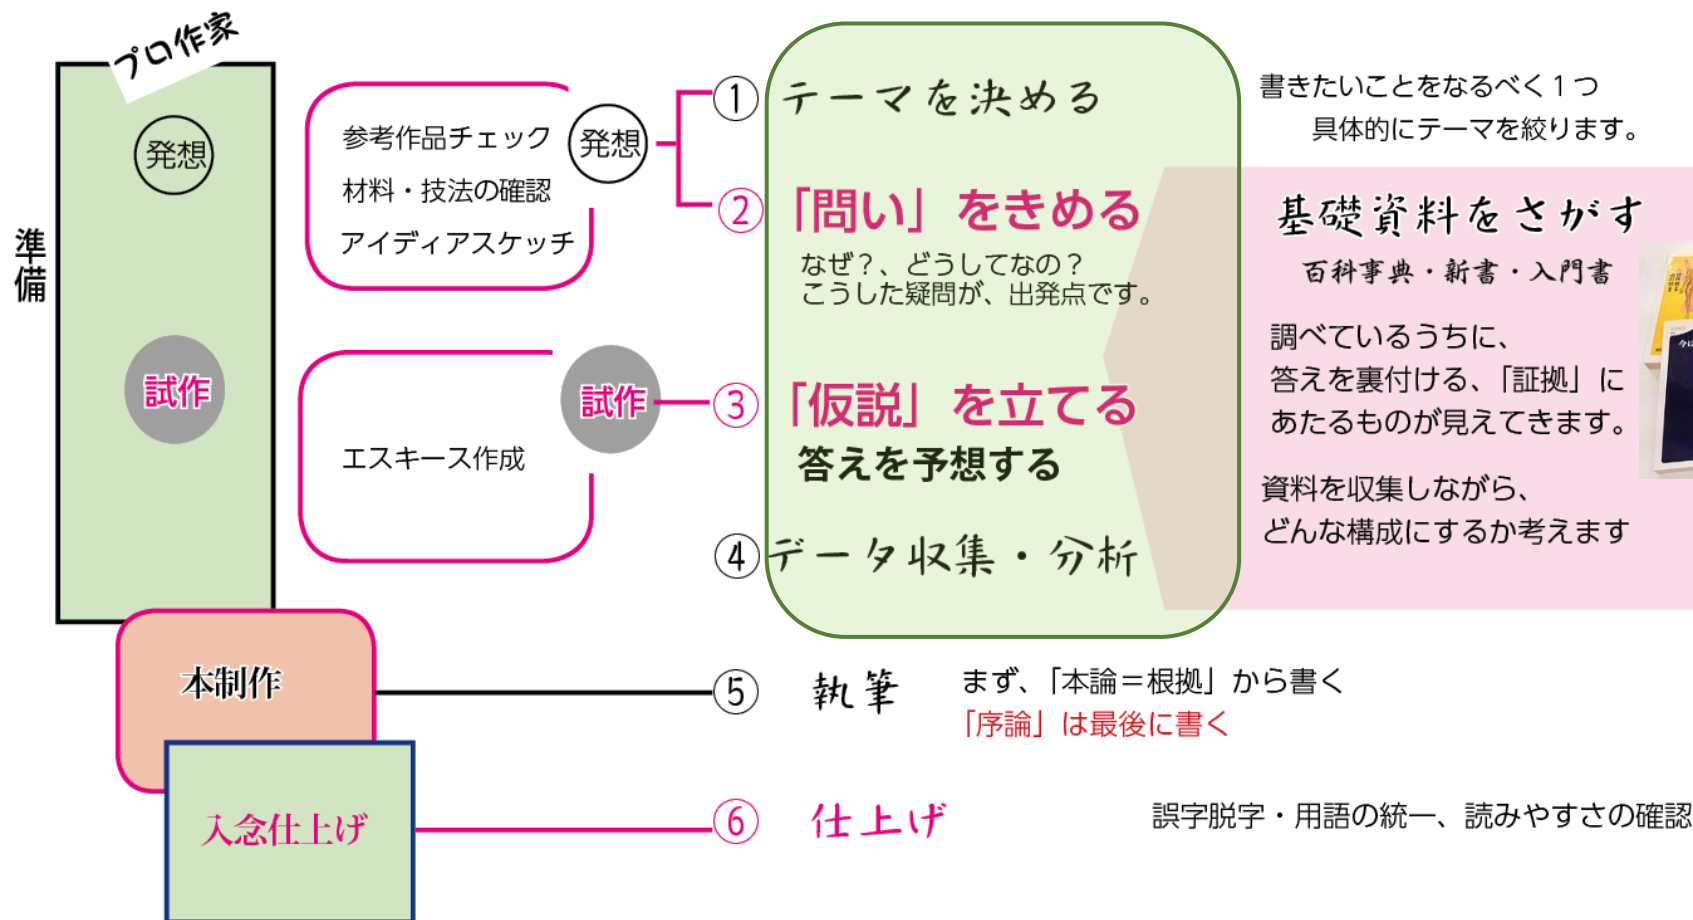 プロ作家
準備
発想
試作
本制作
入念仕上げ
参考作品チェック
材料・技法の確認
アイディアスケッチ
発想
エスキース作成
試作
① テーマを決める
書きたいことをなるべく1つ
具体的にテーマを絞ります。
② 「問い」をきめる
なぜ?、どうしてなの?
こうした疑問が、出発点です。
③ 「仮説」を立てる
答えを予想する
④ データ収集・分析
基礎資料をさがす
百科事典・新書・入門書
調べているうちに、
答えを裏付ける、「証拠」に
あたるものが見えてきます。
資料を収集しながら、
どんな構成にするか考えます
⑤ 執筆
まず、「本論=根拠」から書く
「序論」は最後に書く
⑥ 仕上げ
誤字脱字・用語の統一、読みやすさの確認